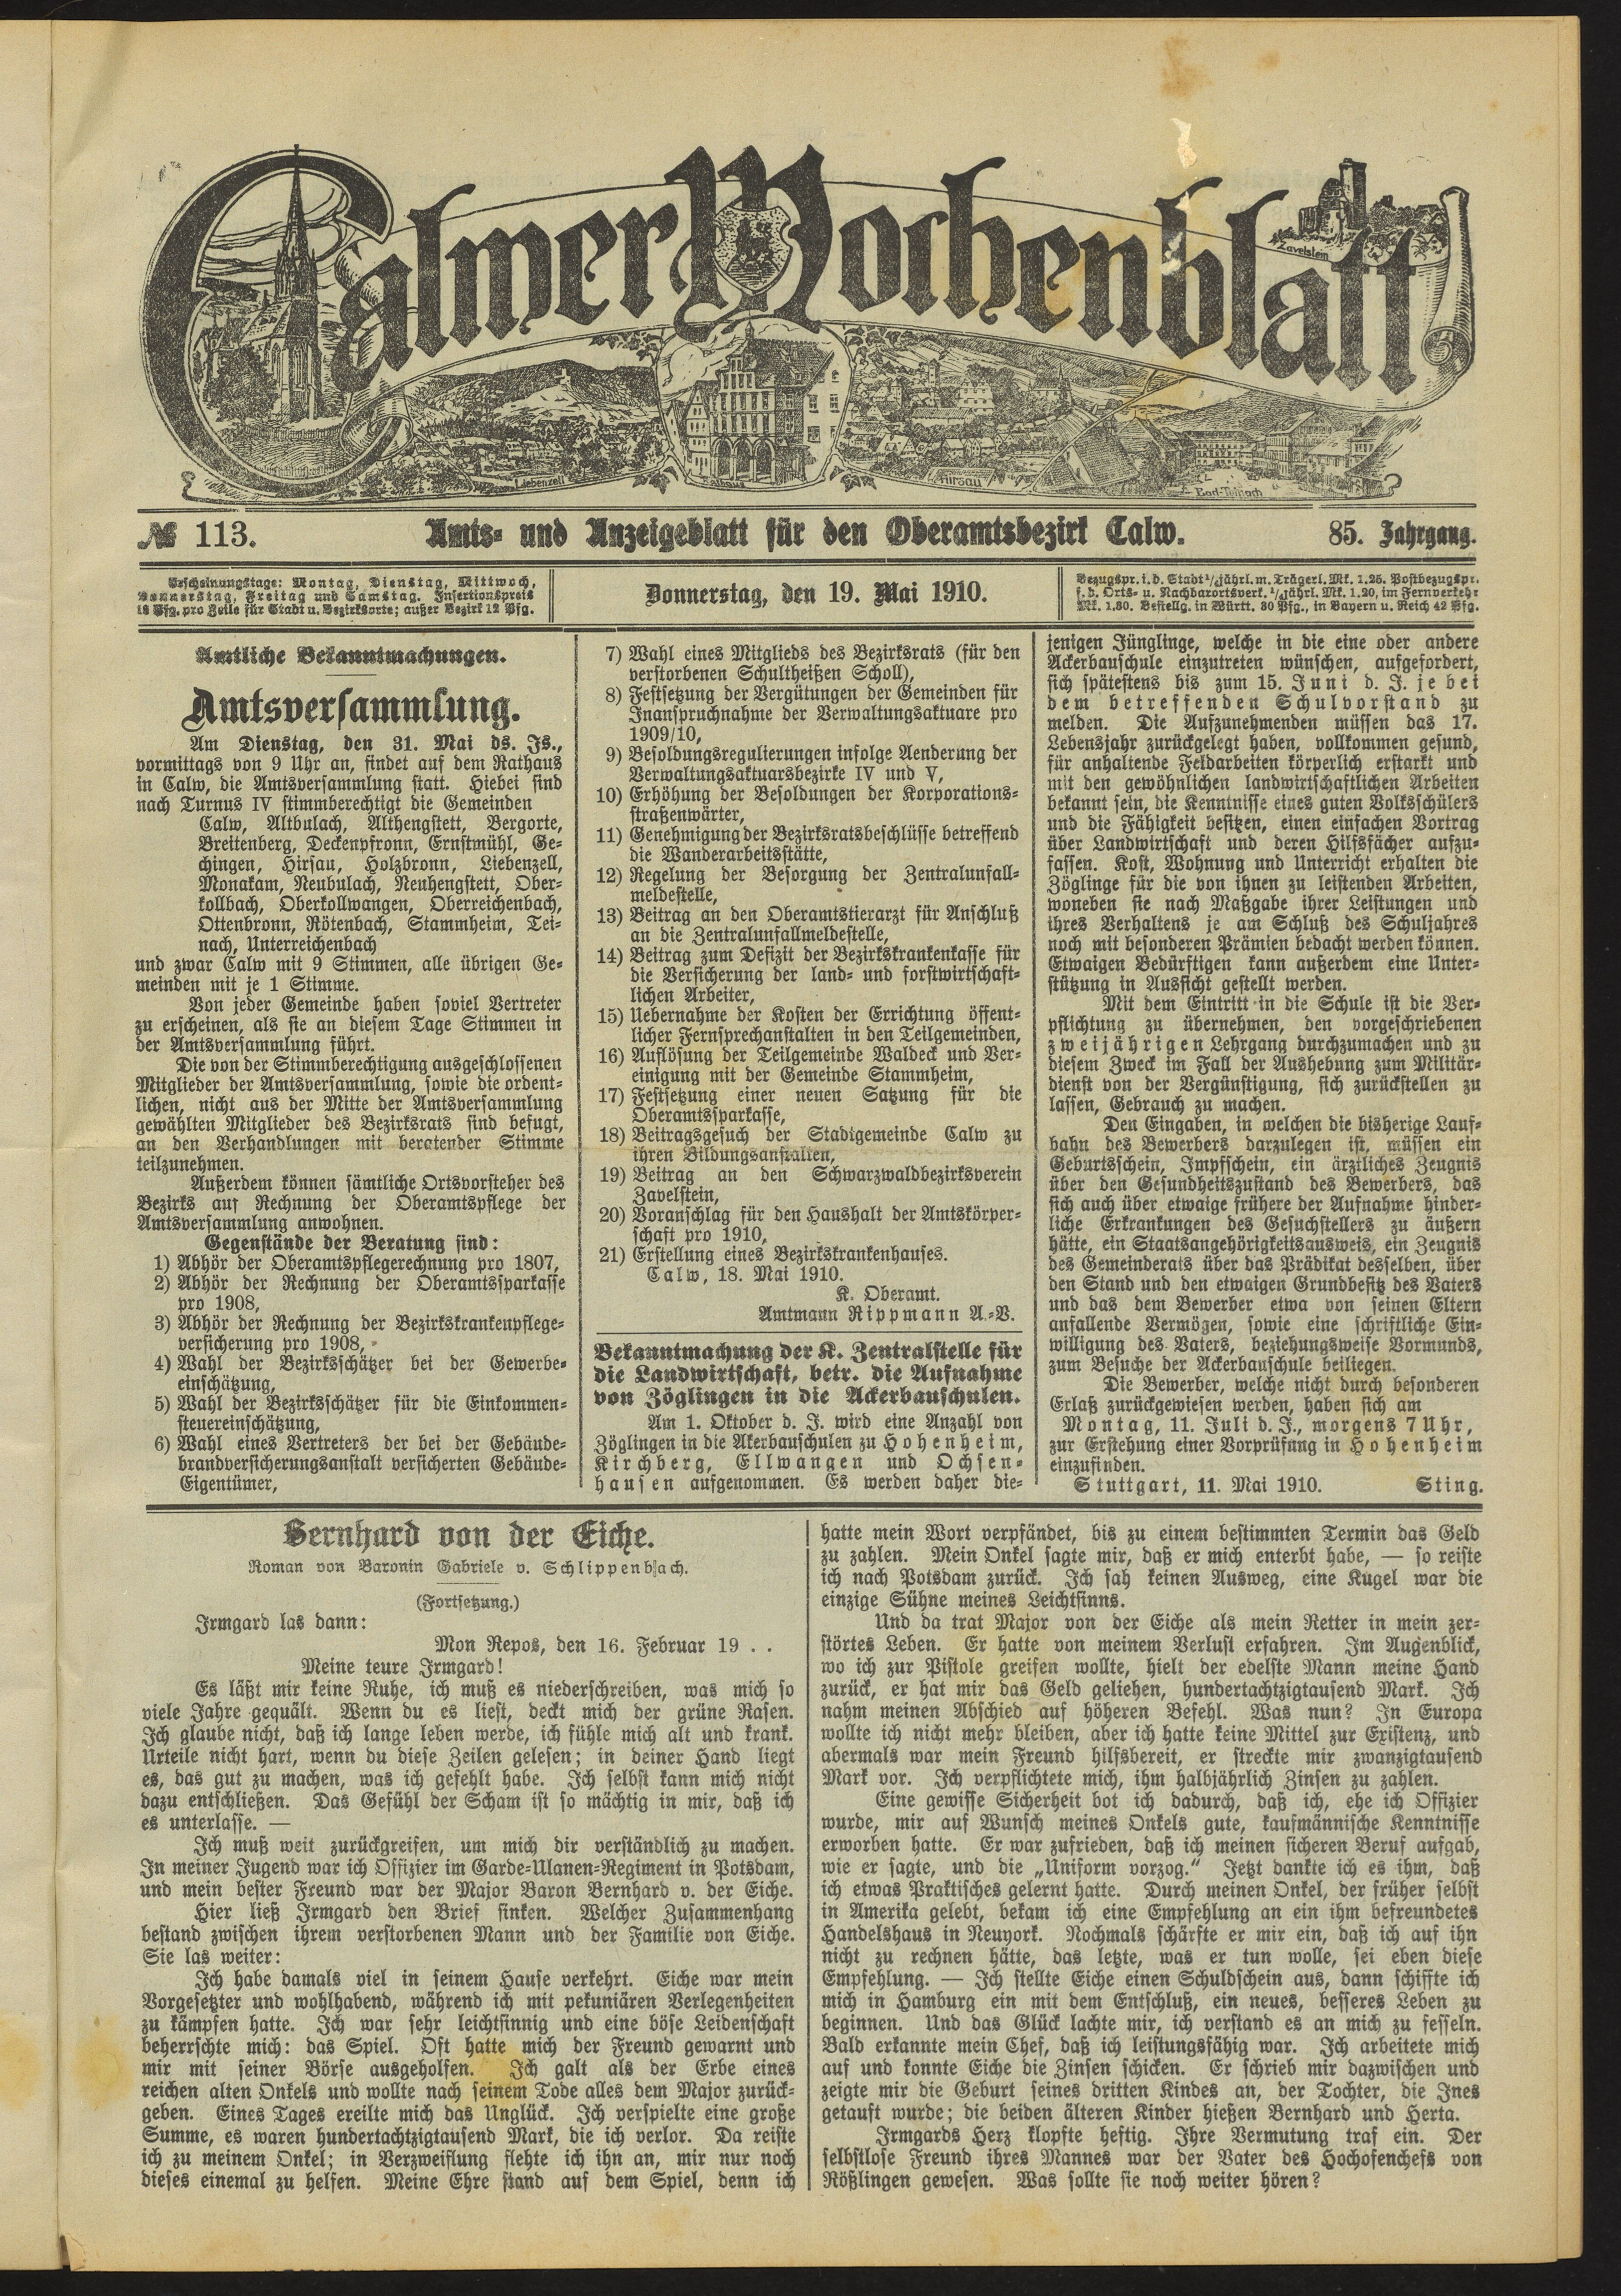 Calwer Wochenblatt
Zavelstein
Liebenzell
Rathaus
Hirsau
Bad-Teinach
№ 113.
Amts- und Anzeigeblatt für den Oberamtsbezirk Calw.
85. Jahrgang.
Erscheinungstage: Montag, Dienstag, Mittwoch,
Donnerstag, Freitag und Samstag. Insertionspreis
10 Pfg. pro Zeile für Stadt u. Bezirksorte; außer Bezirk 12 Pfg.
Donnerstag, den 19. Mai 1910.
Bezugspr. i. d. Stadt ¼jährl. m. Trägerl. Mk. 1.25. Postbezugspr.
f. d. Orts- u. Nachbarortsverk. ¼jährl. Mk. 1.20, im Fernverkehr
Mk. 1.30. Bestellg. in Württ. 30 Pfg., in Bayern u. Reich 42 Pfg.
Amtliche Bekanntmachungen.
Amtsversammlung.
Am Dienstag, den 31. Mai ds. Js.,
vormittags von 9 Uhr an, findet auf dem Rathaus
in Calw, die Amtsversammlung statt. Hiebei sind
nach Turnus IV stimmberechtigt die Gemeinden
Calw, Altbulach, Althengstett, Bergorte,
Breitenberg, Deckenpfronn, Ernstmühl, Ge-
chingen, Hirsau, Holzbronn, Liebenzell,
Monakam, Neubulach, Neuhengstett, Ober-
kollbach, Oberkollwangen, Oberreichenbach,
Ottenbronn, Rötenbach, Stammheim, Tei-
nach, Unterreichenbach
und zwar Calw mit 9 Stimmen, alle übrigen Ge-
meinden mit je 1 Stimme.
Von jeder Gemeinde haben soviel Vertreter
zu erscheinen, als sie an diesem Tage Stimmen in
der Amtsversammlung führt.
Die von der Stimmberechtigung ausgeschlossenen
Mitglieder der Amtsversammlung, sowie die ordent-
lichen, nicht aus der Mitte der Amtsversammlung
gewählten Mitglieder des Bezirksrats sind befugt,
an den Verhandlungen mit beratender Stimme
teilzunehmen.
Außerdem können sämtliche Ortsvorsteher des
Bezirks auf Rechnung der Oberamtspflege der
Amtsversammlung anwohnen.
Gegenstände der Beratung sind:
1) Abhör der Oberamtspflegerechnung pro 1807,
2) Abhör der Rechnung der Oberamtssparkasse
pro 1908,
3) Abhör der Rechnung der Bezirkskrankenpflege-
versicherung pro 1908,
4) Wahl der Bezirksschätzer bei der Gewerbe-
einschätzung,
5) Wahl der Bezirksschätzer für die Einkommen-
steuereinschätzung,
6) Wahl eines Vertreters der bei der Gebäude-
brandversicherungsanstalt versicherten Gebäude-
Eigentümer,
7) Wahl eines Mitglieds des Bezirksrats (für den
verstorbenen Schultheißen Scholl),
8) Festsetzung der Vergütungen der Gemeinden für
Inanspruchnahme der Verwaltungsaktuare pro
1909/10,
9) Besoldungsregulierungen infolge Aenderung der
Verwaltungsaktuarsbezirke IV und V,
10) Erhöhung der Besoldungen der Korporations-
straßenwärter,
11) Genehmigung der Bezirksratsbeschlüsse betreffend
die Wanderarbeitsstätte,
12) Regelung der Besorgung der Zentralunfall-
meldestelle,
13) Beitrag an den Oberamtstierarzt für Anschluß
an die Zentralunfallmeldestelle,
14) Beitrag zum Defizit der Bezirkskrankenkasse für
die Versicherung der land- und forstwirtschaft-
lichen Arbeiter,
15) Uebernahme der Kosten der Errichtung öffent-
licher Fernsprechanstalten in den Teilgemeinden,
16) Auflösung der Teilgemeinde Waldeck und Ver-
einigung mit der Gemeinde Stammheim,
17) Festsetzung einer neuen Satzung für die
Oberamtssparkasse,
18) Beitragsgesuch der Stadtgemeinde Calw zu
ihren Bildungsanstalten,
19) Beitrag an den Schwarzwaldbezirksverein
Zavelstein,
20) Voranschlag für den Haushalt der Amtskörper-
schaft pro 1910,
21) Erstellung eines Bezirkskrankenhauses.
Calw, 18. Mai 1910.
K. Oberamt.
Amtmann Rippmann A.-V.
Bekanntmachung der K. Zentralstelle für
die Landwirtschaft, betr. die Aufnahme
von Zöglingen in die Ackerbauschulen.
Am 1. Oktober d. J. wird eine Anzahl von
Zöglingen in die Akerbauschulen zu Hohenheim,
Kirchberg, Ellwangen und Ochsen-
hausen aufgenommen. Es werden daher die-
jenigen Jünglinge, welche in die eine oder andere
Ackerbauschule einzutreten wünschen, aufgefordert,
sich spätestens bis zum 15. Juni d. J. je bei
dem betreffenden Schulvorstand zu
melden. Die Aufzunehmenden müssen das 17.
Lebensjahr zurückgelegt haben, vollkommen gesund,
für anhaltende Feldarbeiten körperlich erstarkt und
mit den gewöhnlichen landwirtschaftlichen Arbeiten
bekannt sein, die Kenntnisse eines guten Volksschülers
und die Fähigkeit besitzen, einen einfachen Vortrag
über Landwirtschaft und deren Hilfsfächer aufzu-
fassen. Kost, Wohnung und Unterricht erhalten die
Zöglinge für die von ihnen zu leistenden Arbeiten,
woneben sie nach Maßgabe ihrer Leistungen und
ihres Verhaltens je am Schluß des Schuljahres
noch mit besonderen Prämien bedacht werden können.
Etwaigen Bedürftigen kann außerdem eine Unter-
stützung in Aussicht gestellt werden.
Mit dem Eintritt in die Schule ist die Ver-
pflichtung zu übernehmen, den vorgeschriebenen
zweijährigen Lehrgang durchzumachen und zu
diesem Zweck im Fall der Aushebung zum Militär-
dienst von der Vergünstigung, sich zurückstellen zu
lassen, Gebrauch zu machen.
Den Eingaben, in welchen die bisherige Lauf-
bahn des Bewerbers darzulegen ist, müssen ein
Geburtsschein, Impfschein, ein ärztliches Zeugnis
über den Gesundheitszustand des Bewerbers, das
sich auch über etwaige frühere der Aufnahme hinder-
liche Erkrankungen des Gesuchstellers zu äußern
hätte, ein Staatsangehörigkeitsausweis, ein Zeugnis
des Gemeinderats über das Prädikat desselben, über
den Stand und den etwaigen Grundbesitz des Vaters
und das dem Bewerber etwa von seinen Eltern
anfallende Vermögen, sowie eine schriftliche Ein-
willigung des Vaters, beziehungsweise Vormunds,
zum Besuche der Ackerbauschule beiliegen.
Die Bewerber, welche nicht durch besonderen
Erlaß zurückgewiesen werden, haben sich am
Montag, 11. Juli d. J., morgens 7 Uhr,
zur Erstehung einer Vorprüfung in Hohenheim
einzufinden.
Stuttgart, 11. Mai 1910. Sting.
Bernhard von der Eiche.
Roman von Baronin Gabriele v. Schlippenbach.
(Fortsetzung.)
Irmgard las dann:
Mon Repos, den 16. Februar 19 . .
Meine teure Irmgard!
Es läßt mir keine Ruhe, ich muß es niederschreiben, was mich so
viele Jahre gequält. Wenn du es liest, deckt mich der grüne Rasen.
Ich glaube nicht, daß ich lange leben werde, ich fühle mich alt und krank.
Urteile nicht hart, wenn du diese Zeilen gelesen; in deiner Hand liegt
es, das gut zu machen, was ich gefehlt habe. Ich selbst kann mich nicht
dazu entschließen. Das Gefühl der Scham ist so mächtig in mir, daß ich
es unterlasse. —
Ich muß weit zurückgreifen, um mich dir verständlich zu machen.
In meiner Jugend war ich Offizier im Garde-Ulanen-Regiment in Potsdam,
und mein bester Freund war der Major Baron Bernhard v. der Eiche.
Hier ließ Irmgard den Brief sinken. Welcher Zusammenhang
bestand zwischen ihrem verstorbenen Mann und der Familie von Eiche.
Sie las weiter:
Ich habe damals viel in seinem Hause verkehrt. Eiche war mein
Vorgesetzter und wohlhabend, während ich mit pekuniären Verlegenheiten
zu kämpfen hatte. Ich war sehr leichtsinnig und eine böse Leidenschaft
beherrschte mich: das Spiel. Oft hatte mich der Freund gewarnt und
mir mit seiner Börse ausgeholfen. Ich galt als der Erbe eines
reichen alten Onkels und wollte nach seinem Tode alles dem Major zurück-
geben. Eines Tages ereilte mich das Unglück. Ich verspielte eine große
Summe, es waren hundertachtzigtausend Mark, die ich verlor. Da reiste
ich zu meinem Onkel; in Verzweiflung flehte ich ihn an, mir nur noch
dieses einemal zu helfen. Meine Ehre stand auf dem Spiel, denn ich
hatte mein Wort verpfändet, bis zu einem bestimmten Termin das Geld
zu zahlen. Mein Onkel sagte mir, daß er mich enterbt habe, — so reiste
ich nach Potsdam zurück. Ich sah keinen Ausweg, eine Kugel war die
einzige Sühne meines Leichtsinns.
Und da trat Major von der Eiche als mein Retter in mein zer-
störtes Leben. Er hatte von meinem Verlust erfahren. Im Augenblick,
wo ich zur Pistole greifen wollte, hielt der edelste Mann meine Hand
zurück, er hat mir das Geld geliehen, hundertachtzigtausend Mark. Ich
nahm meinen Abschied auf höheren Befehl. Was nun? In Europa
wollte ich nicht mehr bleiben, aber ich hatte keine Mittel zur Existenz, und
abermals war mein Freund hilfsbereit, er streckte mir zwanzigtausend
Mark vor. Ich verpflichtete mich, ihm halbjährlich Zinsen zu zahlen.
Eine gewisse Sicherheit bot ich dadurch, daß ich, ehe ich Offizier
wurde, mir auf Wunsch meines Onkels gute, kaufmännische Kenntnisse
erworben hatte. Er war zufrieden, daß ich meinen sicheren Beruf aufgab,
wie er sagte, und die „Uniform vorzog.“ Jetzt dankte ich es ihm, daß
ich etwas Praktisches gelernt hatte. Durch meinen Onkel, der früher selbst
in Amerika gelebt, bekam ich eine Empfehlung an ein ihm befreundetes
Handelshaus in Neuyork. Nochmals schärfte er mir ein, daß ich auf ihn
nicht zu rechnen hätte, das letzte, was er tun wolle, sei eben diese
Empfehlung. — Ich stellte Eiche einen Schuldschein aus, dann schiffte ich
mich in Hamburg ein mit dem Entschluß, ein neues, besseres Leben zu
beginnen. Und das Glück lachte mir, ich verstand es an mich zu fesseln.
Bald erkannte mein Chef, daß ich leistungsfähig war. Ich arbeitete mich
auf und konnte Eiche die Zinsen schicken. Er schrieb mir dazwischen und
zeigte mir die Geburt seines dritten Kindes an, der Tochter, die Ines
getauft wurde; die beiden älteren Kinder hießen Bernhard und Herta.
Irmgards Herz klopfte heftig. Ihre Vermutung traf ein. Der
selbstlose Freund ihres Mannes war der Vater des Hochofenchefs von
Rößlingen gewesen. Was sollte sie noch weiter hören?